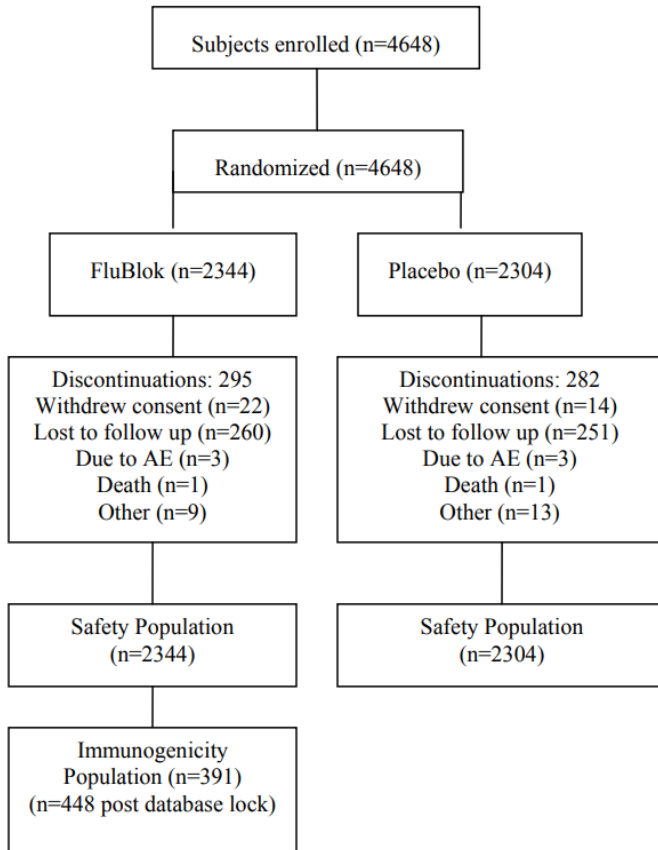 Subjects enrolled (n=4648)
Randomized (n=4648)
FluBlok (n=2344)
Placebo (n=2304)
Discontinuations: 295
Withdrew consent (n=22)
Lost to follow up (n=260)
Due to AE (n=3)
Death (n=1)
Other (n=9)
Discontinuations: 282
Withdrew consent (n=14)
Lost to follow up (n=251)
Due to AE (n=3)
Death (n=1)
Other (n=13)
Safety Population
(n=2344)
Safety Population
(n=2304)
Immunogenicity
Population (n=391)
(n=448 post database lock)